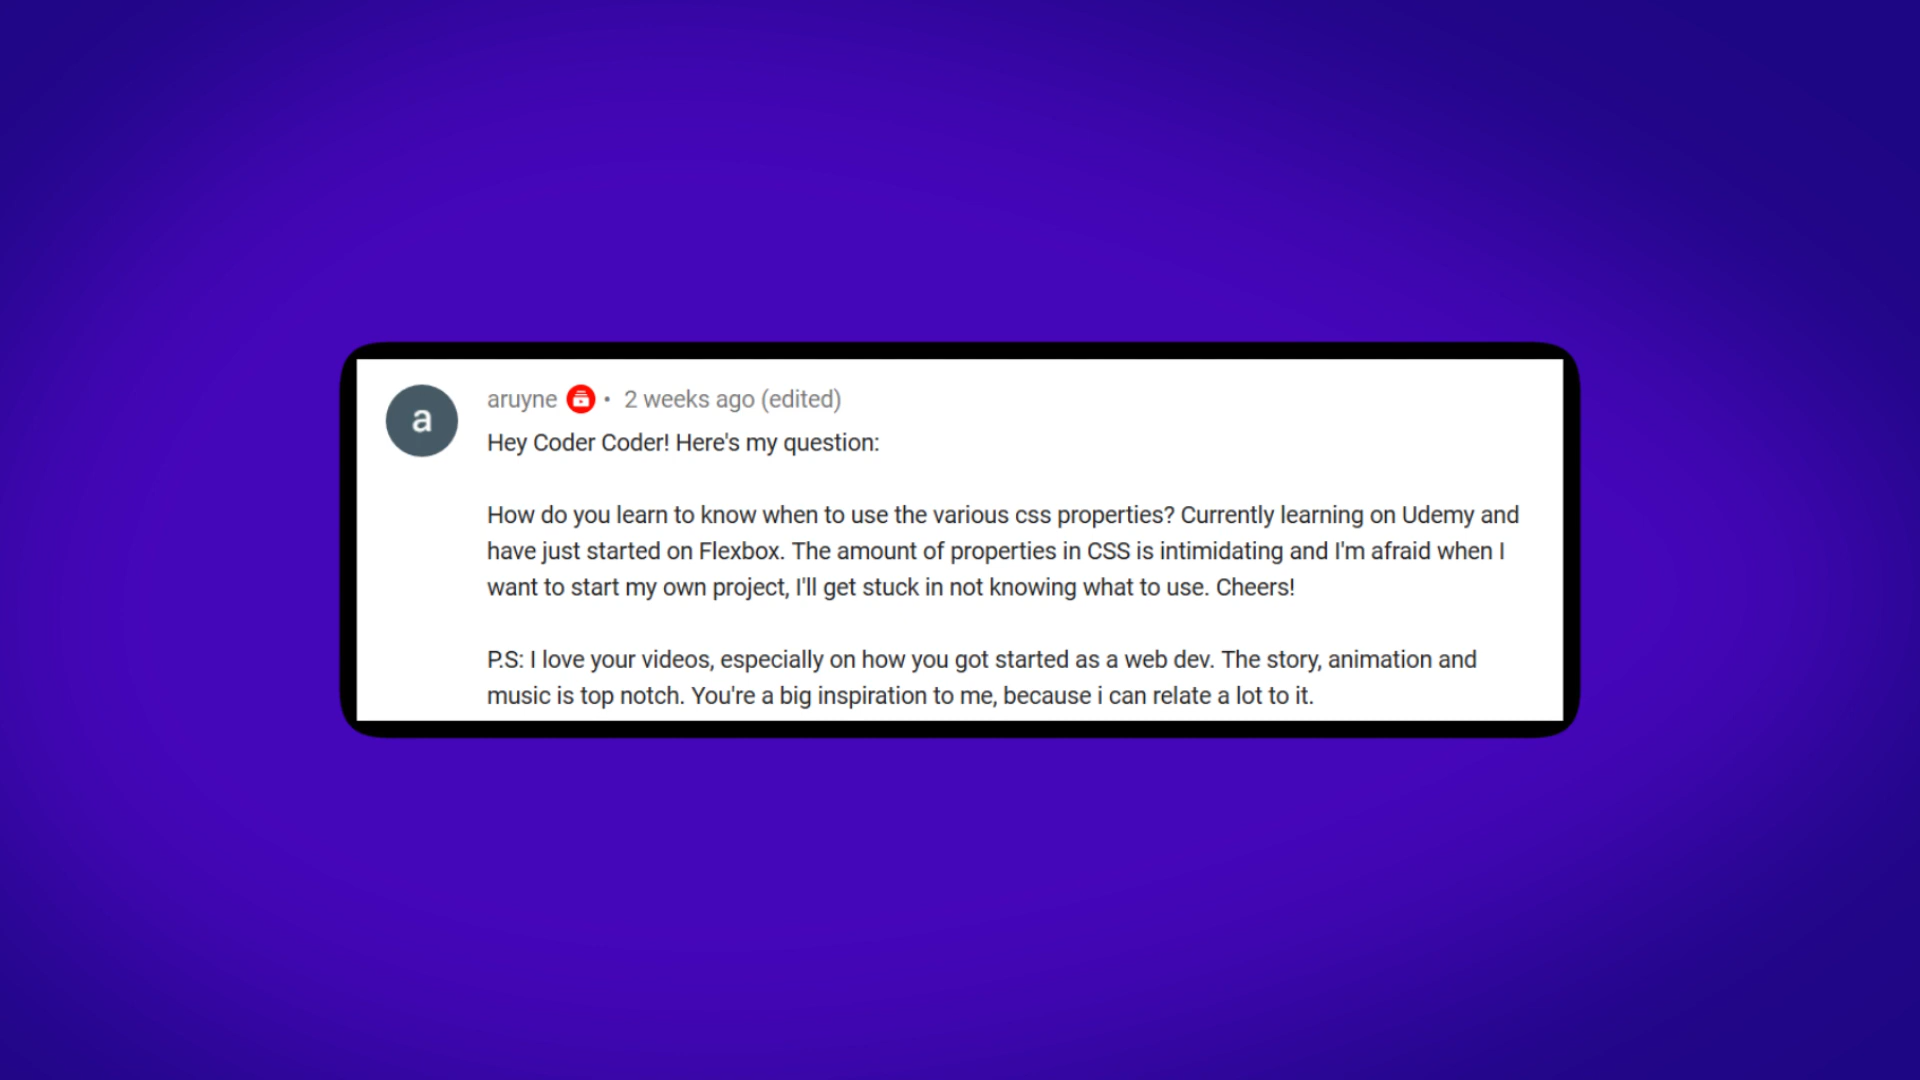 a
aruyne • 2 weeks ago (edited)
Hey Coder Coder! Here's my question:
How do you learn to know when to use the various css properties? Currently learning on Udemy and
have just started on Flexbox. The amount of properties in CSS is intimidating and I'm afraid when I
want to start my own project, I'll get stuck in not knowing what to use. Cheers!
P.S: I love your videos, especially on how you got started as a web dev. The story, animation and
music is top notch. You're a big inspiration to me, because i can relate a lot to it.